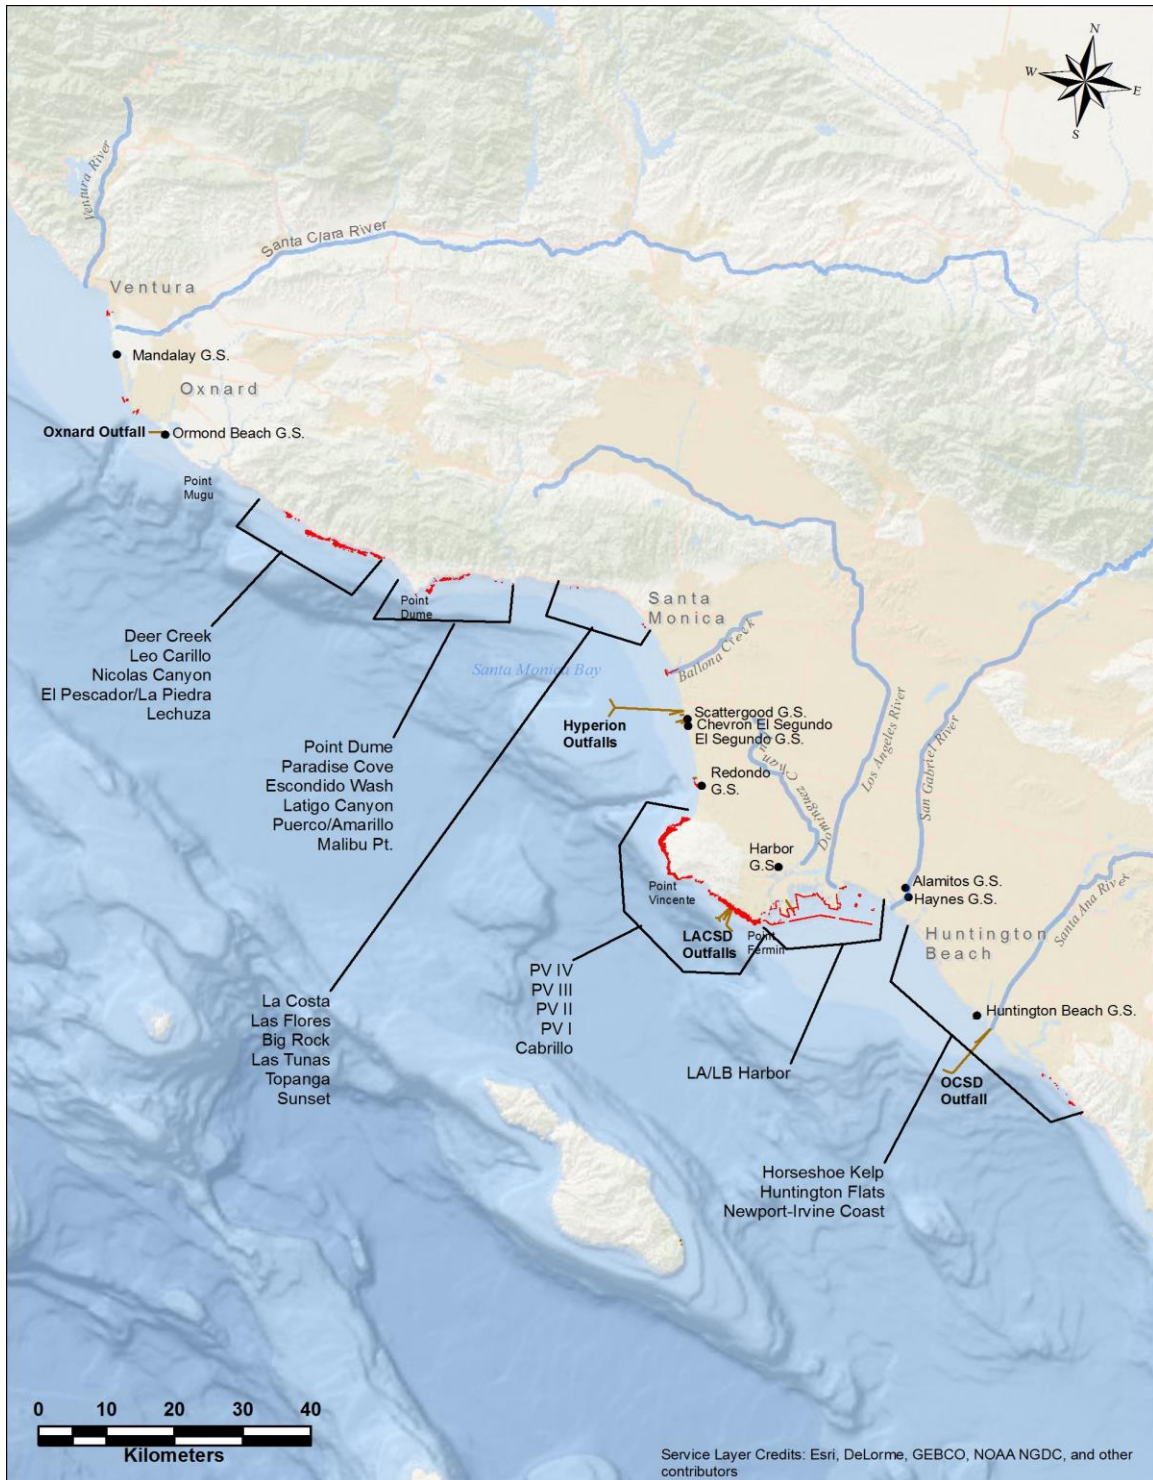 N
W
E
S
Ventura River
Santa Clara River
Ventura
Mandalay G.S.
Oxnard
Oxnard Outfall
Ormond Beach G.S.
Point
Mugu
Point
Dume
Santa
Monica
Ballona Creek
Santa Monica Bay
Deer Creek
Leo Carillo
Nicolas Canyon
El Pescador/La Piedra
Lechuza
Hyperion
Outfalls
Scattergood G.S.
Chevron El Segundo
El Segundo G.S.
Los Angeles River
San Gabriel River
Point Dume
Paradise Cove
Escondido Wash
Latigo Canyon
Puerco/Amarillo
Malibu Pt.
Redondo
G.S.
Dominguez Channel
Harbor
G.S
Point
Vincente
Alamitos G.S.
Haynes G.S.
Santa Ana River
LACSD
Outfalls
Point
Fermin
Huntington
Beach
PV IV
PV III
PV II
PV I
Cabrillo
La Costa
Las Flores
Big Rock
Las Tunas
Topanga
Sunset
Huntington Beach G.S.
LA/LB Harbor
OCSD
Outfall
Horseshoe Kelp
Huntington Flats
Newport-Irvine Coast
0 10 20 30 40
Kilometers
Service Layer Credits: Esri, DeLorme, GEBCO, NOAA NGDC, and other
contributors